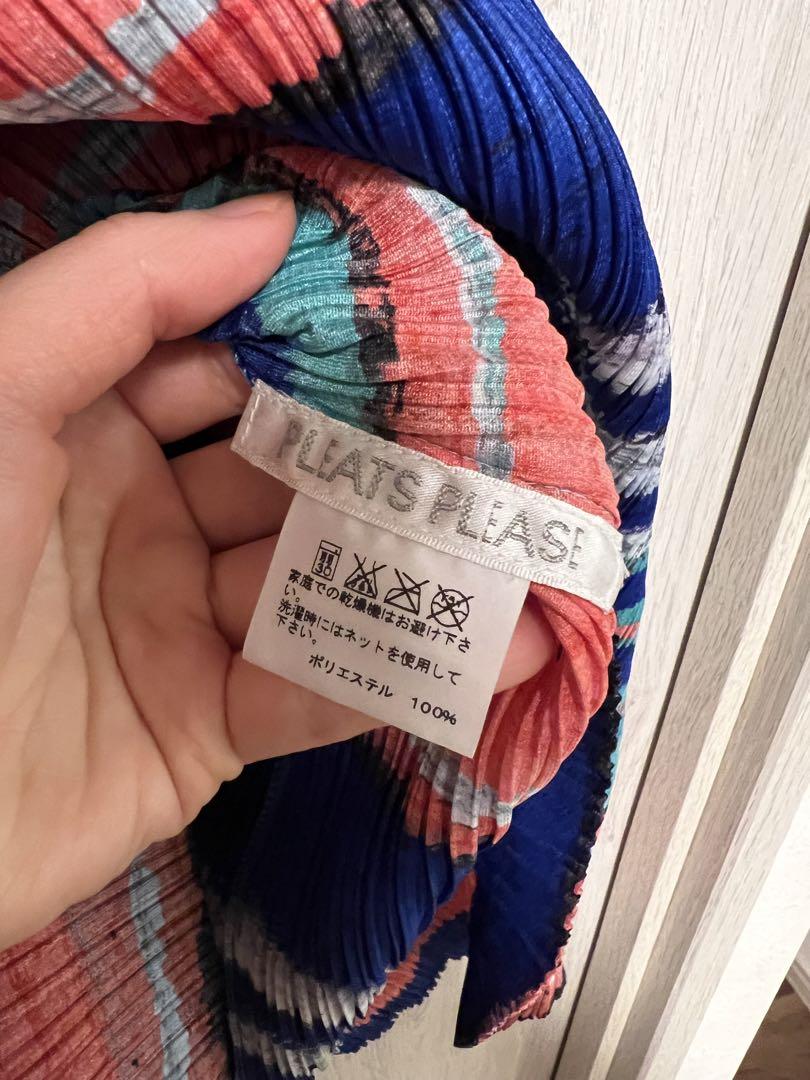 PLEATS PLEASE
30
家庭での乾燥機はお避け下さ
い。
洗濯時にはネットを使用して
下さい。
ポリエステル 100%